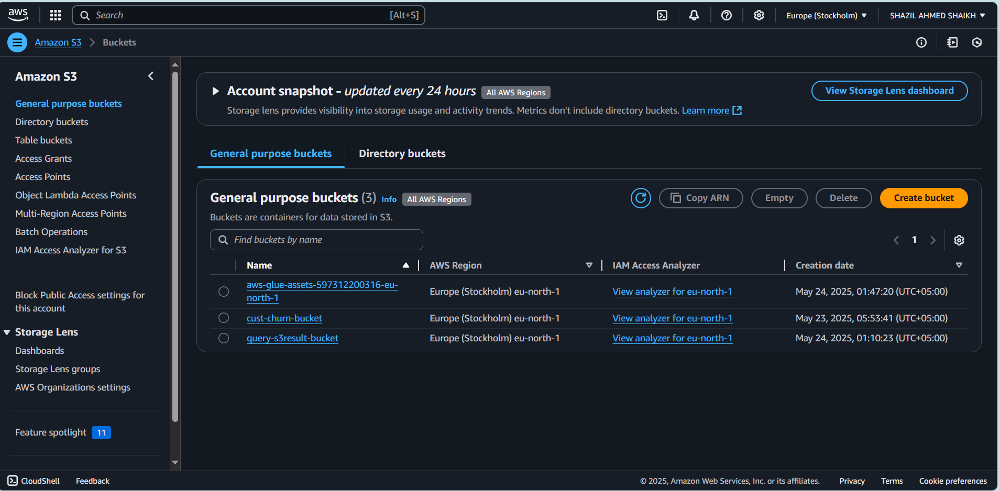 aws
Search [Alt+S]
Europe (Stockholm)
SHAZIL AHMED SHAIKH
Amazon S3 > Buckets
Amazon S3
General purpose buckets
Directory buckets
Table buckets
Access Grants
Access Points
Object Lambda Access Points
Multi-Region Access Points
Batch Operations
IAM Access Analyzer for S3
Block Public Access settings for
this account
Storage Lens
Dashboards
Storage Lens groups
AWS Organizations settings
Feature spotlight 11
Account snapshot - updated every 24 hours All AWS Regions
View Storage Lens dashboard
Storage lens provides visibility into storage usage and activity trends. Metrics don't include directory buckets. Learn more
General purpose buckets
Directory buckets
General purpose buckets (3) Info All AWS Regions
Copy ARN
Empty
Delete
Create bucket
Buckets are containers for data stored in S3.
Find buckets by name
1
Name AWS Region IAM Access Analyzer Creation date
aws-glue-assets-597312200316-eu-
north-1
Europe (Stockholm) eu-north-1 View analyzer for eu-north-1 May 24, 2025, 01:47:20 (UTC+05:00)
cust-churn-bucket Europe (Stockholm) eu-north-1 View analyzer for eu-north-1 May 23, 2025, 05:53:41 (UTC+05:00)
query-s3result-bucket Europe (Stockholm) eu-north-1 View analyzer for eu-north-1 May 24, 2025, 01:10:23 (UTC+05:00)
CloudShell Feedback © 2025, Amazon Web Services, Inc. or its affiliates. Privacy Terms Cookie preferences